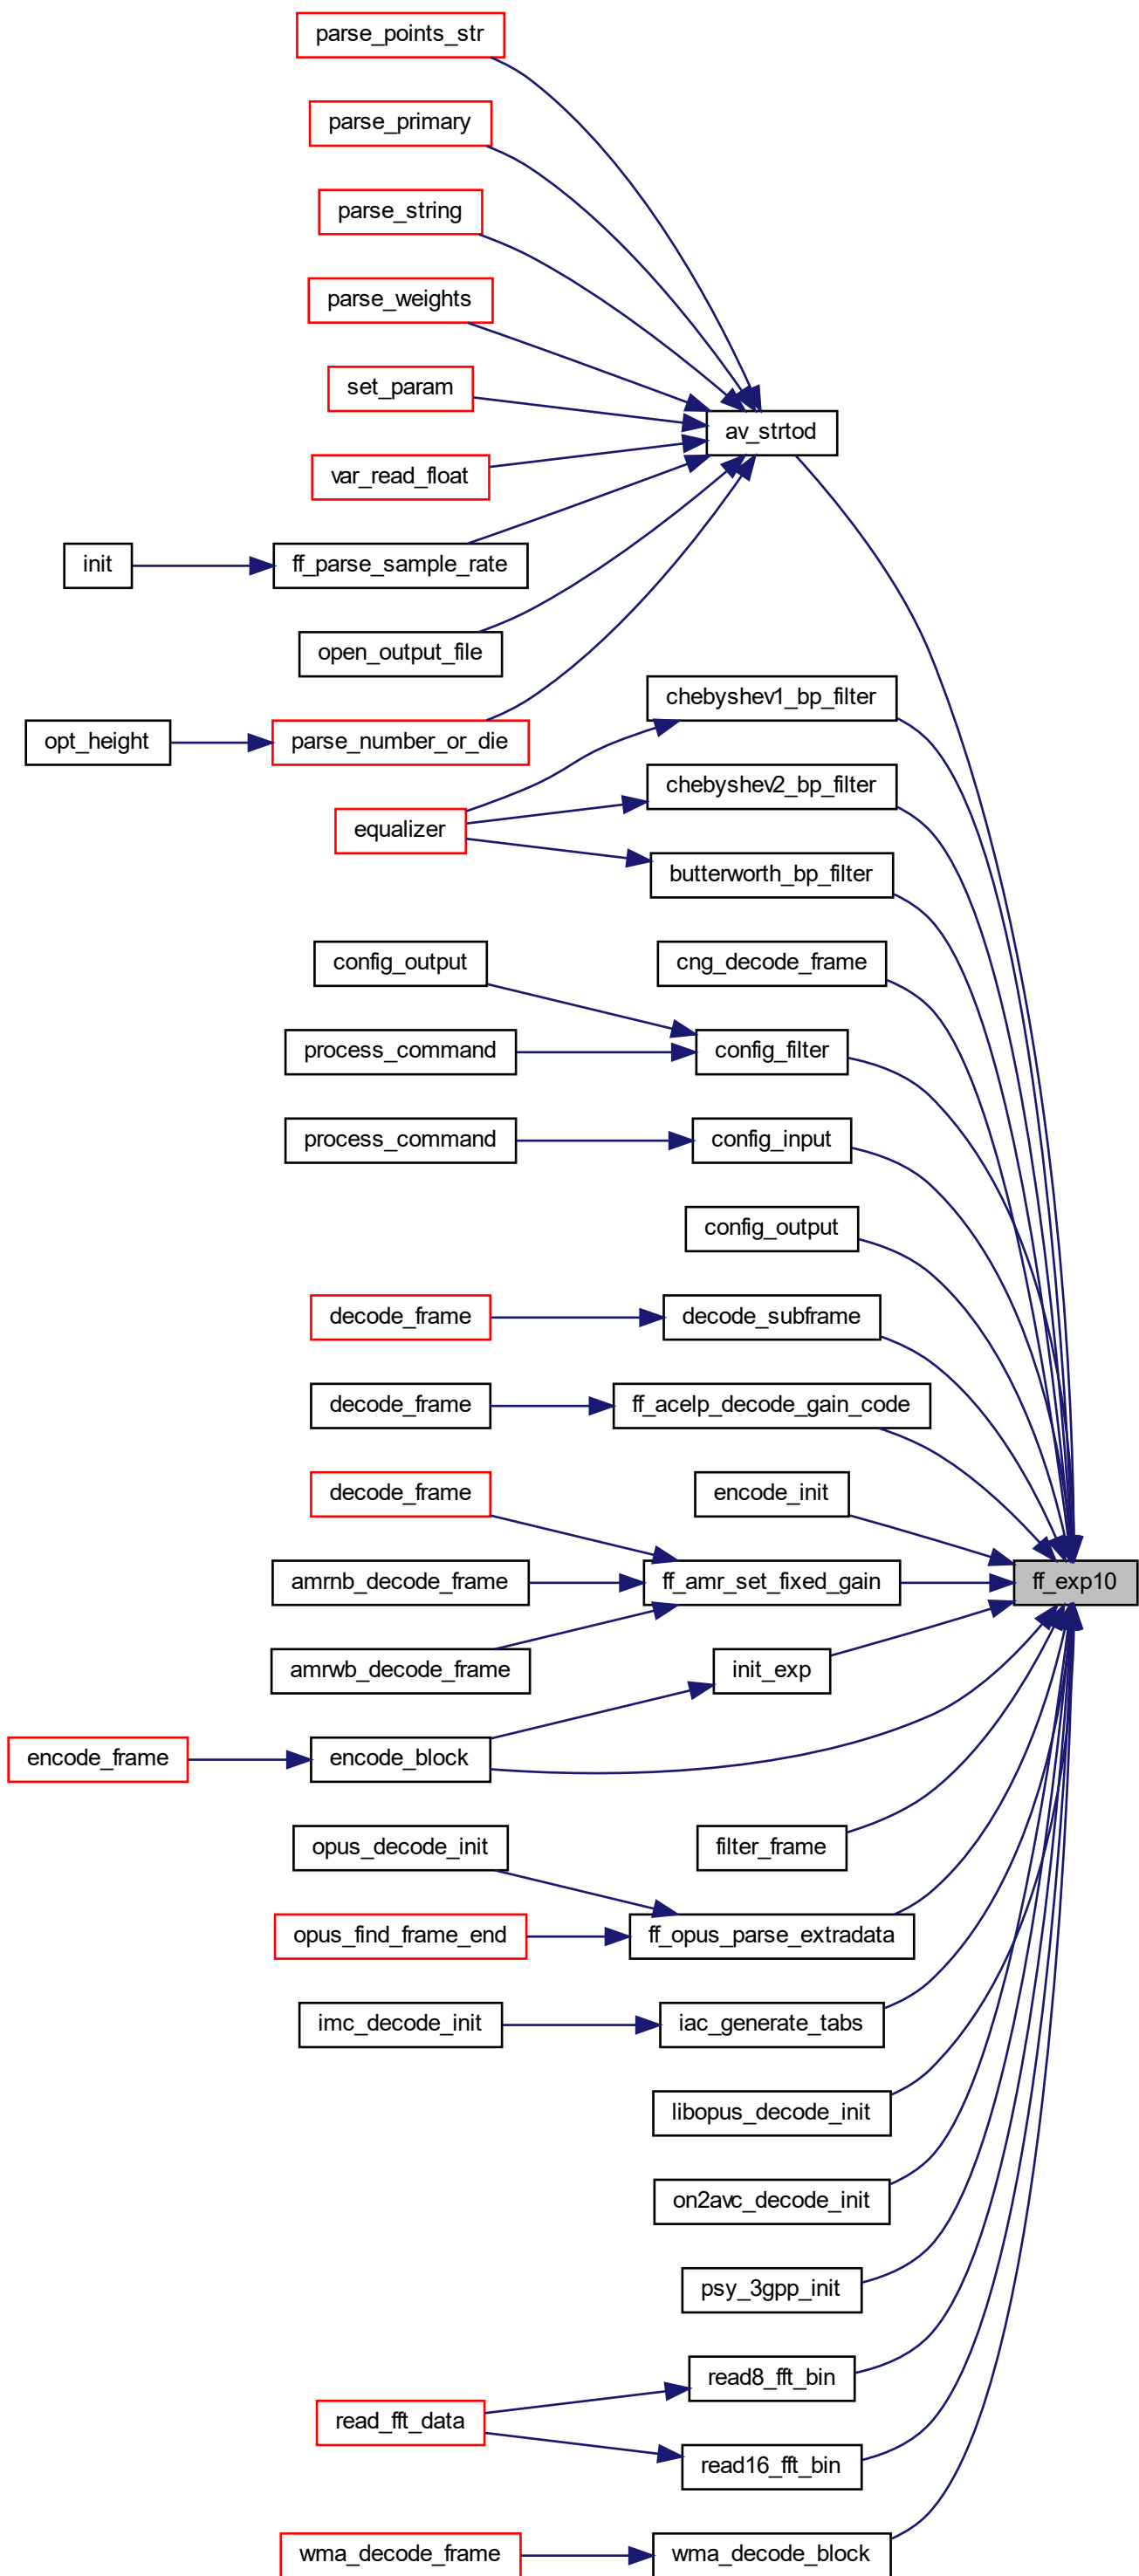 parse_points_str
parse_primary
parse_string
parse_weights
set_param
av_strtod
var_read_float
init
ff_parse_sample_rate
open_output_file
chebyshev1_bp_filter
opt_height
parse_number_or_die
chebyshev2_bp_filter
equalizer
butterworth_bp_filter
config_output
cng_decode_frame
process_command
config_filter
process_command
config_input
config_output
decode_frame
decode_subframe
decode_frame
ff_acelp_decode_gain_code
decode_frame
encode_init
amrnb_decode_frame
ff_amr_set_fixed_gain
ff_exp10
amrwb_decode_frame
init_exp
encode_frame
encode_block
opus_decode_init
filter_frame
opus_find_frame_end
ff_opus_parse_extradata
imc_decode_init
iac_generate_tabs
libopus_decode_init
on2avc_decode_init
psy_3gpp_init
read8_fft_bin
read_fft_data
read16_fft_bin
wma_decode_frame
wma_decode_block